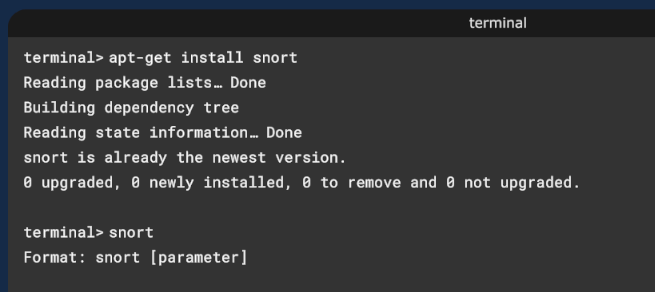 terminal
terminal> apt-get install snort
Reading package lists… Done
Building dependency tree
Reading state information… Done
snort is already the newest version.
0 upgraded, 0 newly installed, 0 to remove and 0 not upgraded.
terminal> snort
Format: snort [parameter]